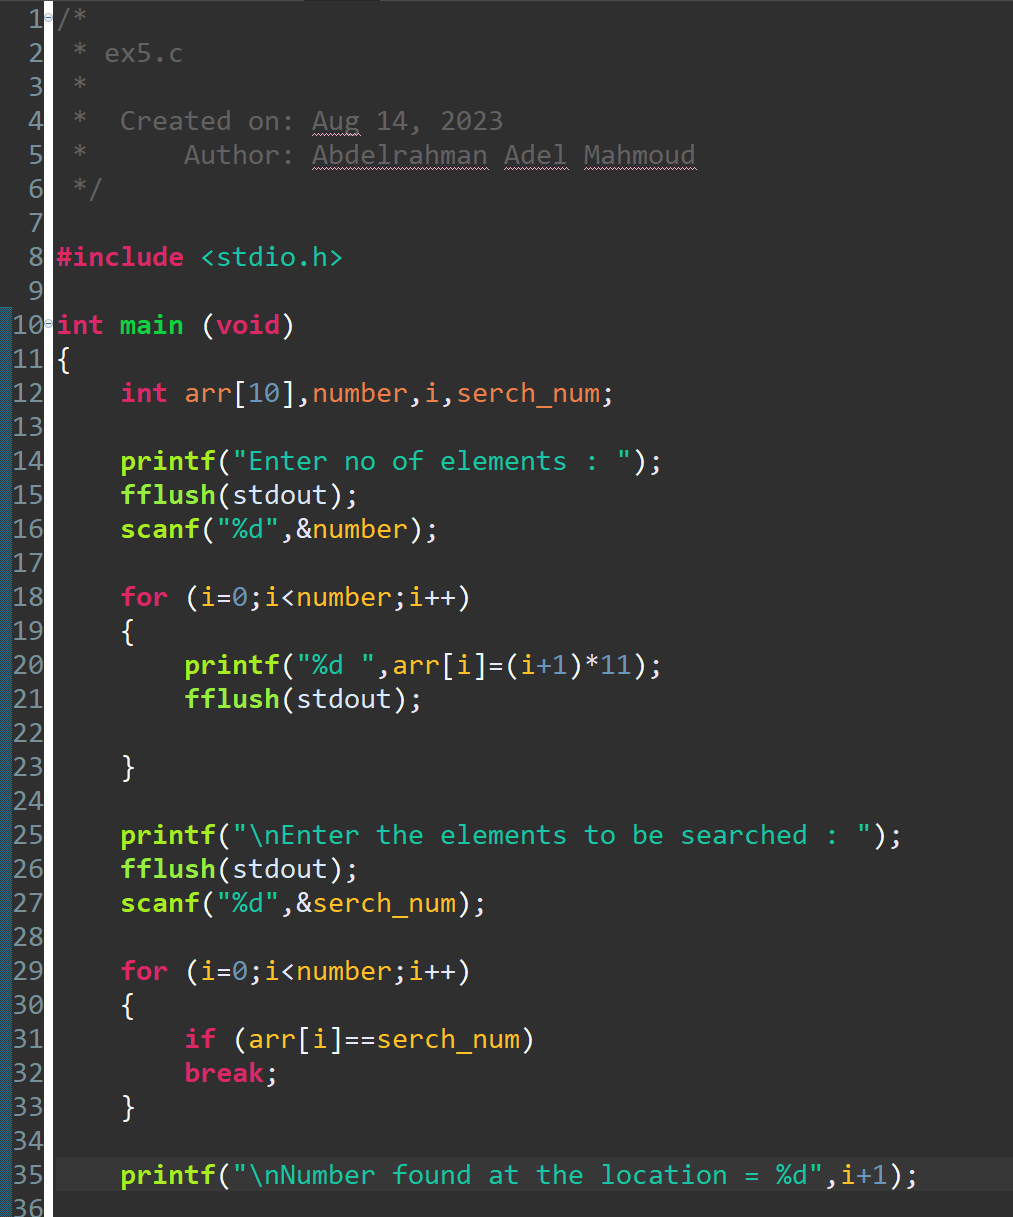 1 /*
2  * ex5.c
3  *
4  *  Created on: Aug 14, 2023
5  *      Author: Abdelrahman Adel Mahmoud
6  */
7
8 #include <stdio.h>
9
10 int main (void)
11 {
12     int arr[10],number,i,serch_num;
13
14     printf("Enter no of elements : ");
15     fflush(stdout);
16     scanf("%d",&number);
17
18     for (i=0;i<number;i++)
19     {
20         printf("%d ",arr[i]=(i+1)*11);
21         fflush(stdout);
22
23     }
24
25     printf("\nEnter the elements to be searched : ");
26     fflush(stdout);
27     scanf("%d",&serch_num);
28
29     for (i=0;i<number;i++)
30     {
31         if (arr[i]==serch_num)
32         break;
33     }
34
35     printf("\nNumber found at the location = %d",i+1);
36